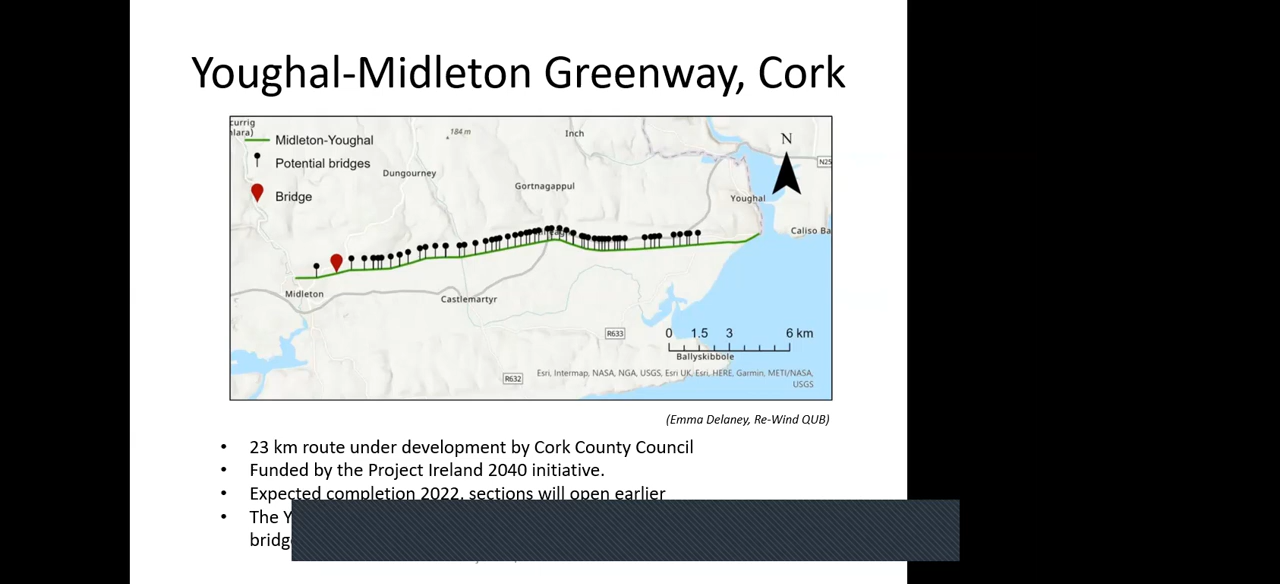 Youghal-Midleton Greenway, Cork
currig
hlara)
184 m
Inch
N
Midleton-Youghal
Potential bridges
Dungourney
N25
Gortnagappul
Bridge
Youghal
Caliso Ba
Midleton
Castlemartyr
R633
0 1.5 3 6 km
Ballyskibbole
Esri, Intermap, NASA, NGA, USGS, Esri UK, Esri, HERE, Garmin, METI/NASA,
USGS
R632
(Emma Delaney, Re-Wind QUB)
• 23 km route under development by Cork County Council
• Funded by the Project Ireland 2040 initiative.
• Expected completion 2022, sections will open earlier
• The